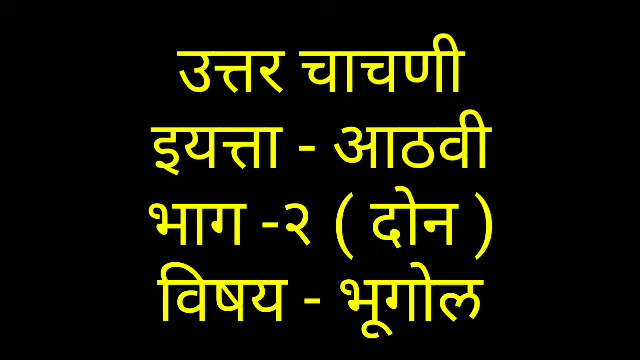 उत्तर चाचणी
इयत्ता - आठवी
भाग -२ ( दोन )
विषय - भूगोल